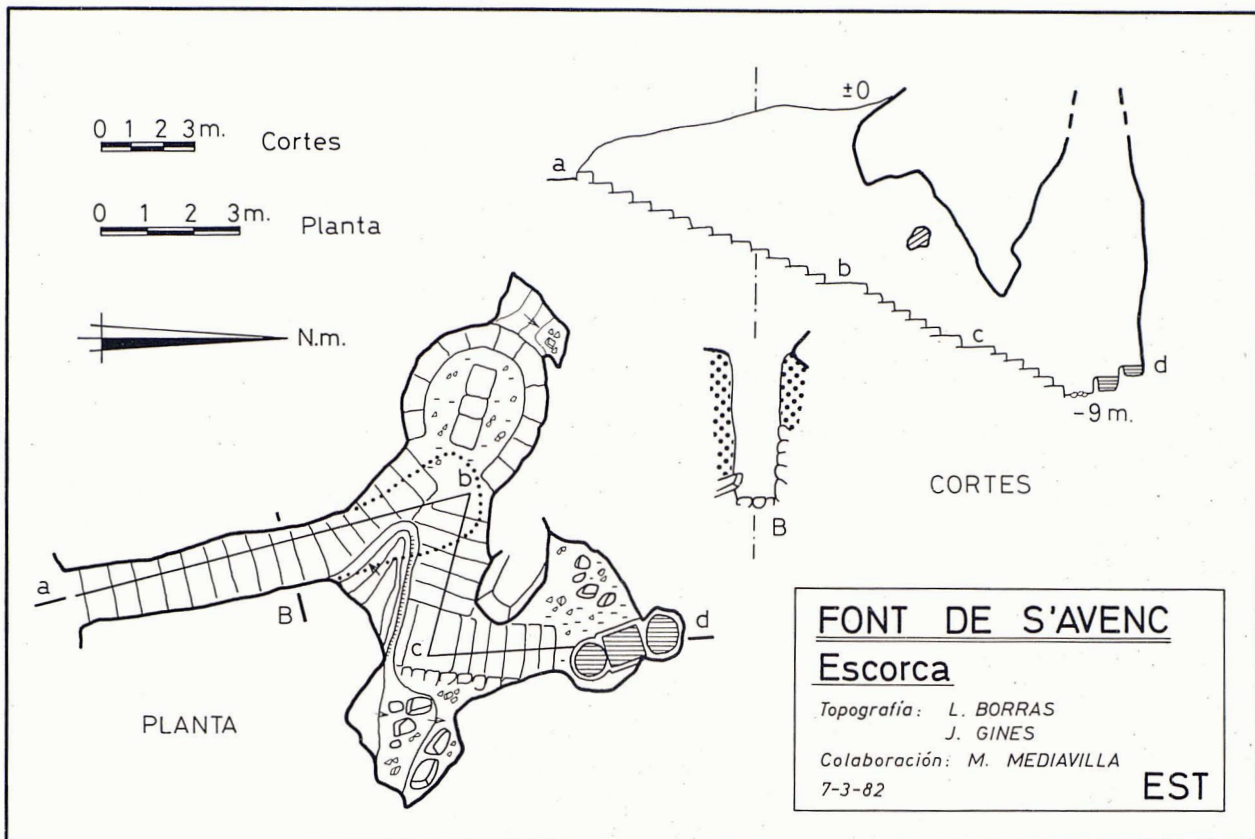 0 1 2 3m. Cortes
0 1 2 3m. Planta
N.m.
±0
a
b
c
d
-9 m.
B
CORTES
a
B
b
c
d
PLANTA
FONT DE S'AVENC
Escorca
Topografía: L. BORRAS
J. GINES
Colaboración: M. MEDIAVILLA
7-3-82
EST